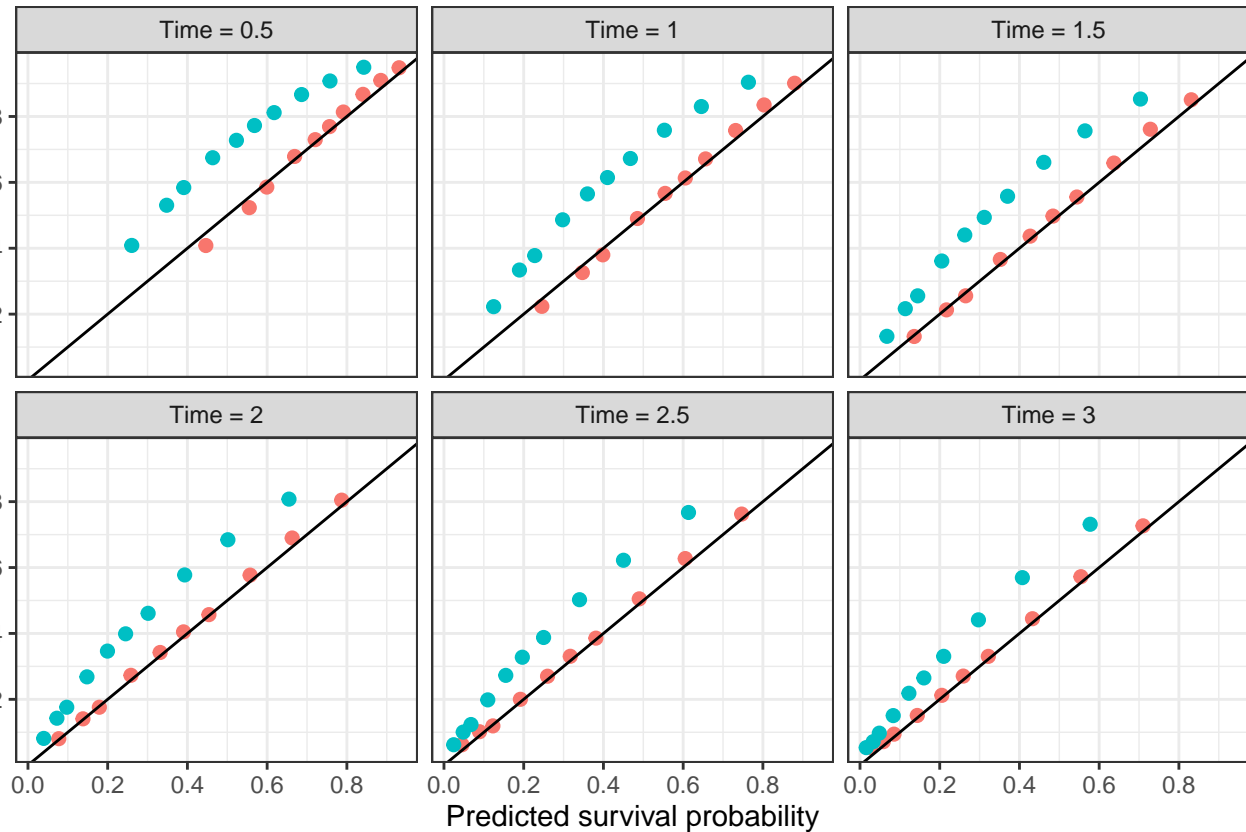 Time = 0.5 Time = 1 Time = 1.5
Time = 2 Time = 2.5 Time = 3
0.0 0.2 0.4 0.6 0.8 0.0 0.2 0.4 0.6 0.8 0.0 0.2 0.4 0.6 0.8
Predicted survival probability